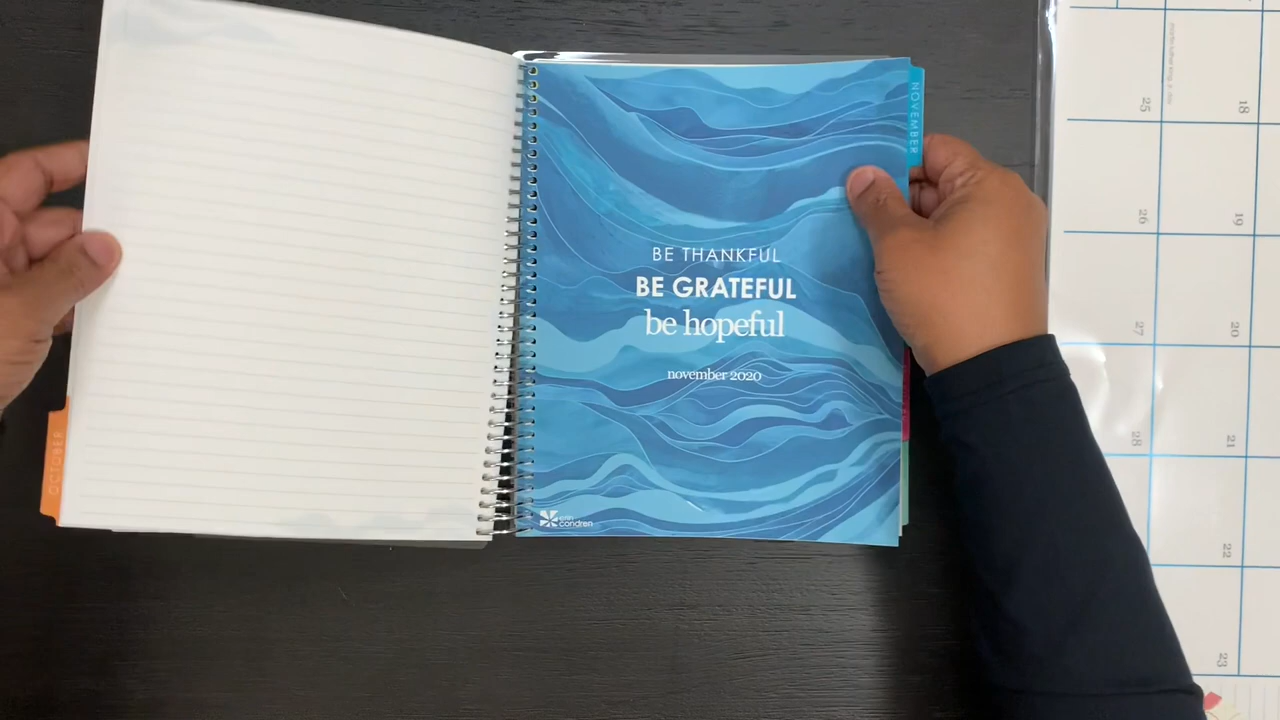 BE THANKFUL
BE GRATEFUL
be hopeful
november 2020
erin
condren
NOVEMBER
OCTOBER
25
18
26
19
27
20
28
21
22
23